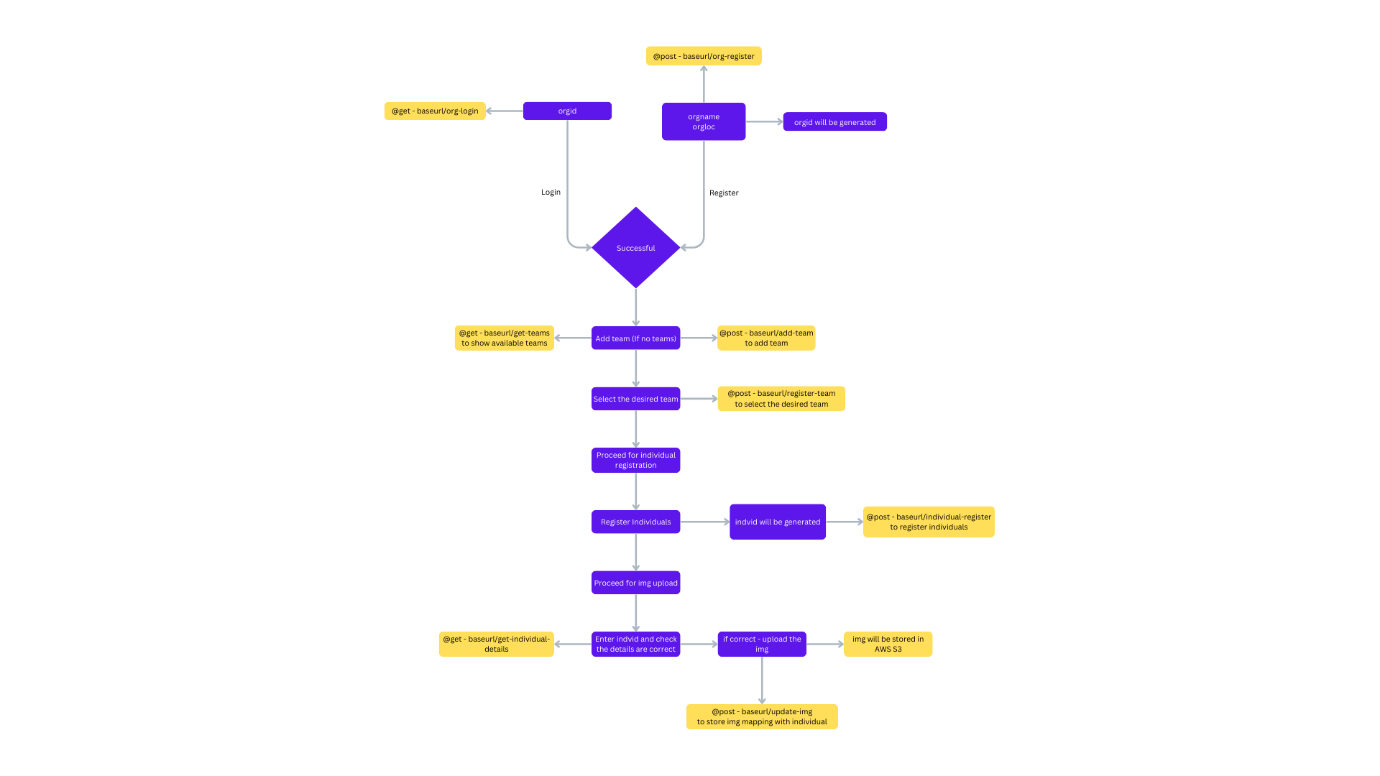 @post - baseurl/org-register
@get - baseurl/org-login
orgid
orgname
orgloc
orgid will be generated
Login
Register
Successful
@get - baseurl/get-teams
to show available teams
Add team (If no teams)
@post - baseurl/add-team
to add team
Select the desired team
@post - baseurl/register-team
to select the desired team
Proceed for individual
registration
Register Individuals
indvid will be generated
@post - baseurl/individual-register
to register individuals
Proceed for img upload
@get - baseurl/get-individual-
details
Enter indvid and check
the details are correct
if correct - upload the
img
img will be stored in
AWS S3
@post - baseurl/update-img
to store img mapping with individual